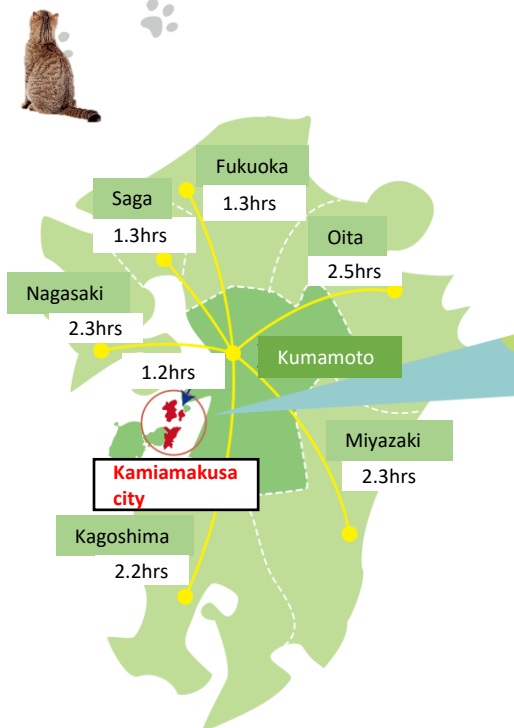 Fukuoka
1.3hrs
Saga
1.3hrs
Oita
2.5hrs
Nagasaki
2.3hrs
1.2hrs
Kumamoto
Kamiamakusa
city
Miyazaki
2.3hrs
Kagoshima
2.2hrs